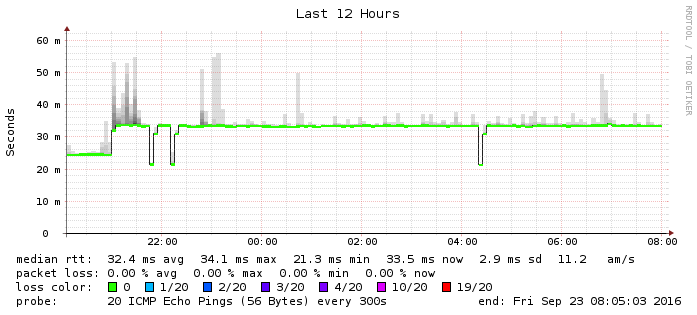 Last 12 Hours
RRDTOOL / TOBI OETIKER
Seconds
60 m
50 m
40 m
30 m
20 m
10 m
0
22:00 00:00 02:00 04:00 06:00 08:00
median rtt: 32.4 ms avg 34.1 ms max 21.3 ms min 33.5 ms now 2.9 ms sd 11.2 am/s
packet loss: 0.00 % avg 0.00 % max 0.00 % min 0.00 % now
loss color: 0 1/20 2/20 3/20 4/20 10/20 19/20
probe: 20 ICMP Echo Pings (56 Bytes) every 300s end: Fri Sep 23 08:05:03 2016